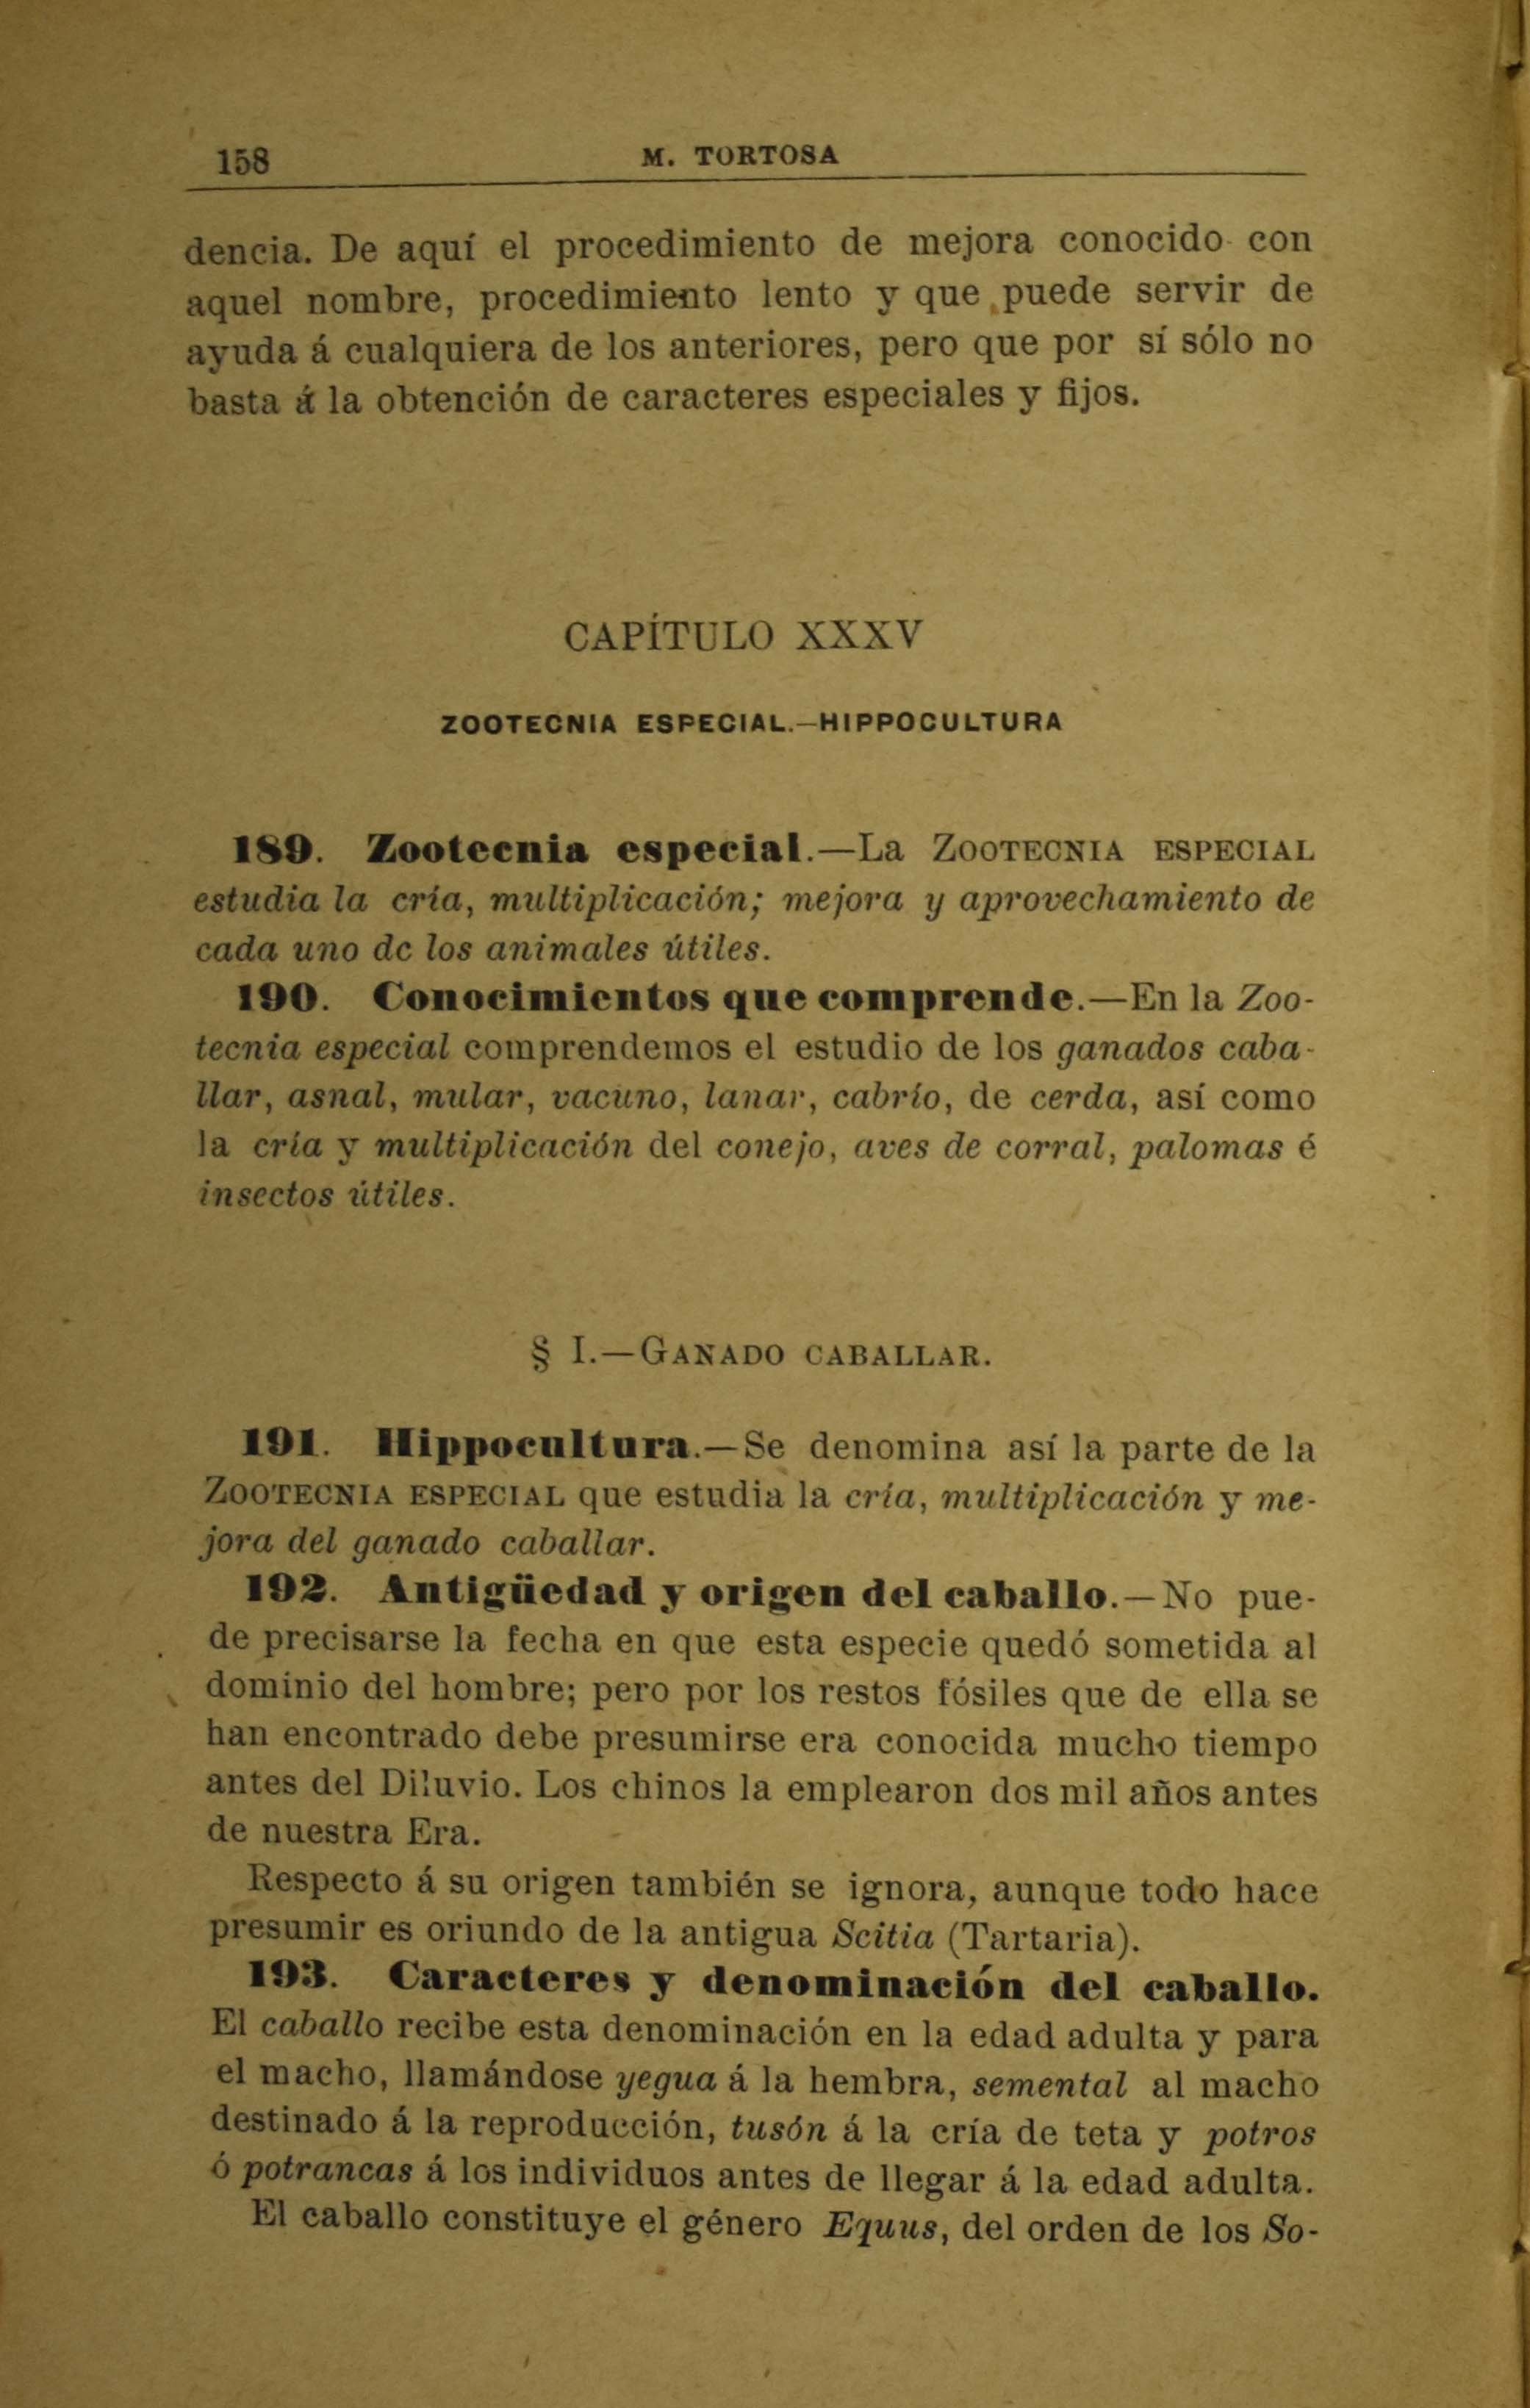 158
M. TORTOSA
dencia. De aquí el procedimiento de mejora conocido con
aquel nombre, procedimiento lento y que puede servir de
ayuda á cualquiera de los anteriores, pero que por sí sólo no
basta á la obtención de caracteres especiales y fijos.
CAPÍTULO XXXV
ZOOTECNIA ESPECIAL.—HIPPOCULTURA
189. Zootecnia especial.—La ZOOTECNIA ESPECIAL
estudia la cría, multiplicación; mejora y aprovechamiento de
cada uno de los animales útiles.
190. Conocimientos que comprende.—En la Zoo-
tecnia especial comprendemos el estudio de los ganados caba-
llar, asnal, mular, vacuno, lanar, cabrío, de cerda, así como
la cría y multiplicación del conejo, aves de corral, palomas é
insectos útiles.
§ I.—GANADO CABALLAR.
191. Hippocultura.—Se denomina así la parte de la
ZOOTECNIA ESPECIAL que estudia la cría, multiplicación y me-
jora del ganado caballar.
192. Antigüedad y origen del caballo.—No pue-
de precisarse la fecha en que esta especie quedó sometida al
dominio del hombre; pero por los restos fósiles que de ella se
han encontrado debe presumirse era conocida mucho tiempo
antes del Diluvio. Los chinos la emplearon dos mil años antes
de nuestra Era.
Respecto á su origen también se ignora, aunque todo hace
presumir es oriundo de la antigua Scitia (Tartaria).
193. Caracteres y denominación del caballo.
El caballo recibe esta denominación en la edad adulta y para
el macho, llamándose yegua á la hembra, semental al macho
destinado á la reproducción, tusón á la cría de teta y potros
ó potrancas á los individuos antes de llegar á la edad adulta.
El caballo constituye el género Equus, del orden de los So-